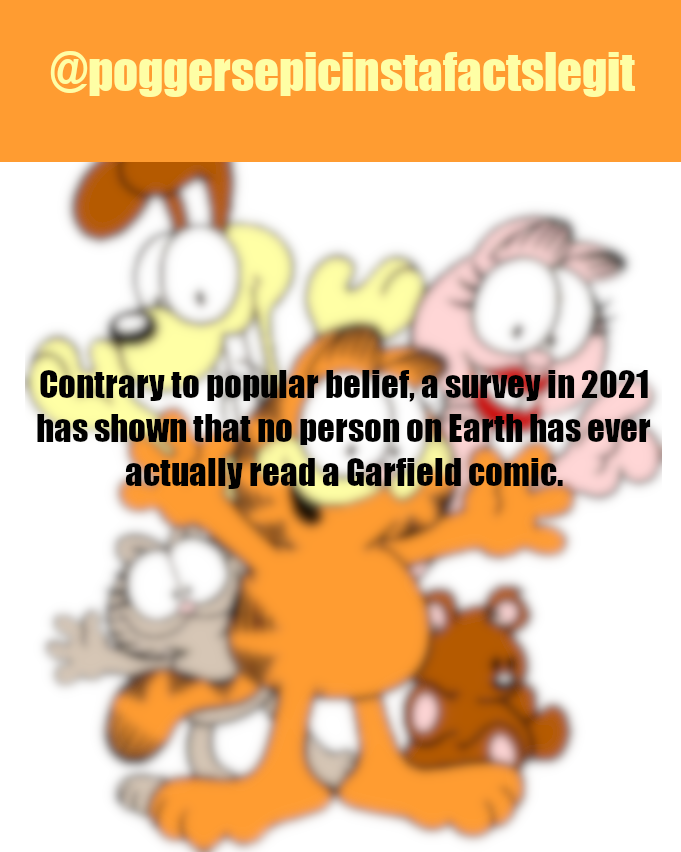 @poggersepicinstafactslegit
Contrary to popular belief, a survey in 2021
has shown that no person on Earth has ever
actually read a Garfield comic.